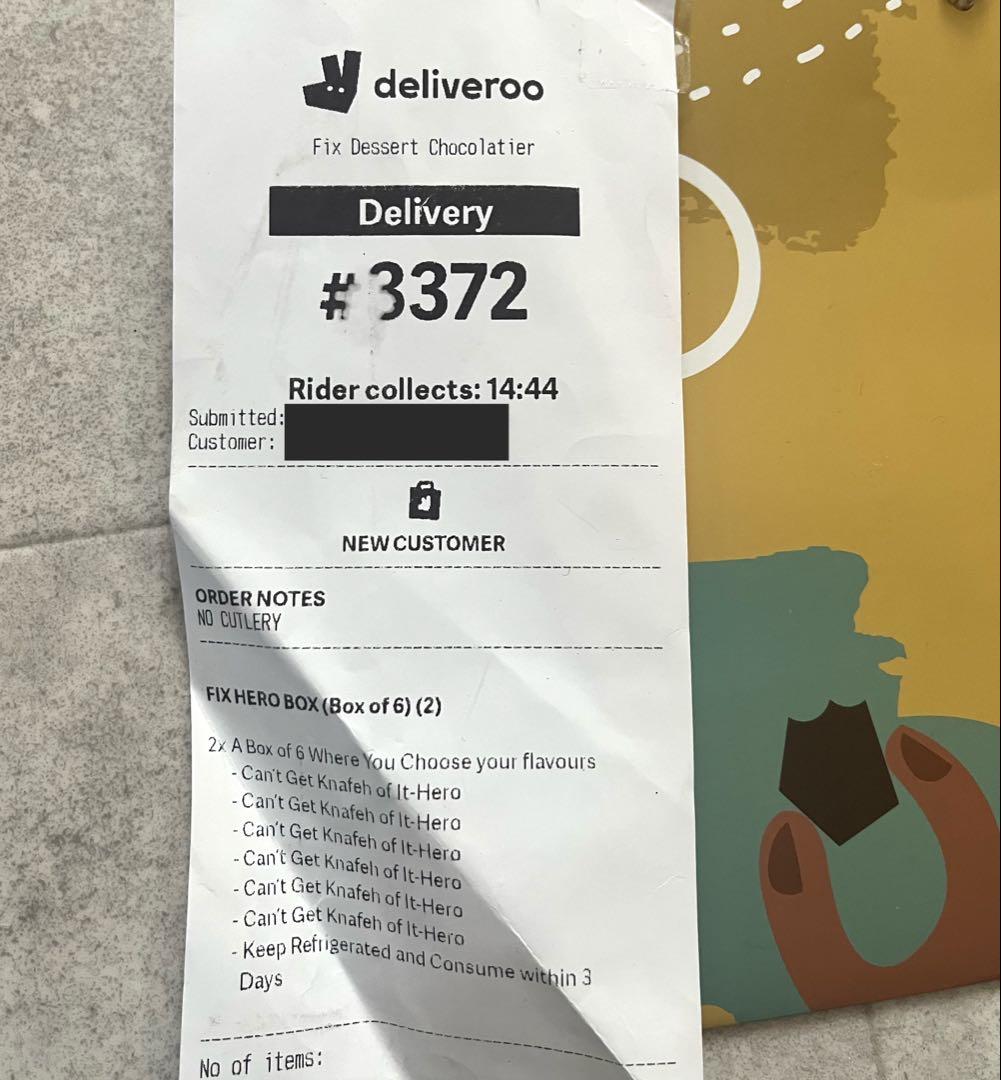 deliveroo
Fix Dessert Chocolatier
Delivery
#3372
Rider collects: 14:44
Submitted:
Customer:
NEW CUSTOMER
ORDER NOTES
NO CUTLERY
FIX HERO BOX (Box of 6) (2)
2x A Box of 6 Where You Choose your flavours
- Can't Get Knafeh of It-Hero
- Can't Get Knafeh of It-Hero
- Can't Get Knafeh of It-Hero
- Can't Get Knafeh of It-Hero
- Can't Get Knafeh of It-Hero
- Can't Get Knafeh of It-Hero
- Keep Refrigerated and Consume within 3
Days
No of items: